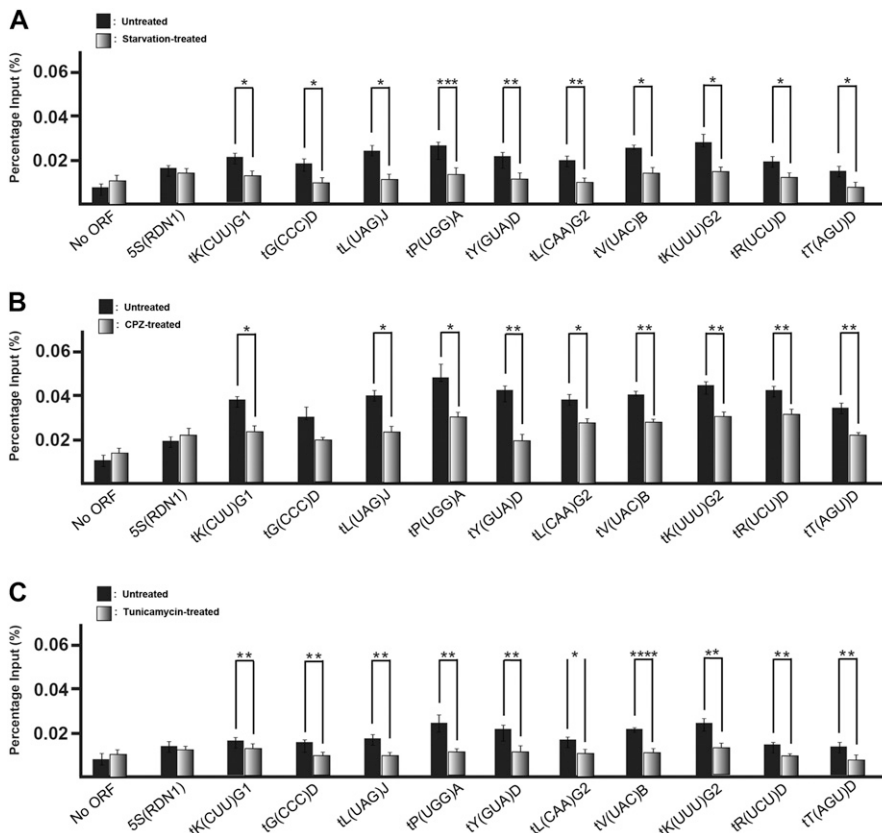 A
: Untreated
: Starvation-treated
Percentage Input (%)
0.06
0.04
0.02
* * * *** ** ** * * * *
No ORF 5S(RDN1) tK(CUU)G1 tG(CCC)D tL(UAG)J tP(UGG)A tY(GUA)D tL(CAA)G2 tV(UAC)B tK(UUU)G2 tR(UCU)D tT(AGU)D
B
: Untreated
: CPZ-treated
Percentage Input (%)
0.06
0.04
0.02
* * * ** * ** ** ** **
No ORF 5S(RDN1) tK(CUU)G1 tG(CCC)D tL(UAG)J tP(UGG)A tY(GUA)D tL(CAA)G2 tV(UAC)B tK(UUU)G2 tR(UCU)D tT(AGU)D
C
: Untreated
: Tunicamycin-treated
Percentage Input (%)
0.06
0.04
0.02
** ** ** ** ** * **** ** ** **
No ORF 5S(RDN1) tK(CUU)G1 tG(CCC)D tL(UAG)J tP(UGG)A tY(GUA)D tL(CAA)G2 tV(UAC)B tK(UUU)G2 tR(UCU)D tT(AGU)D